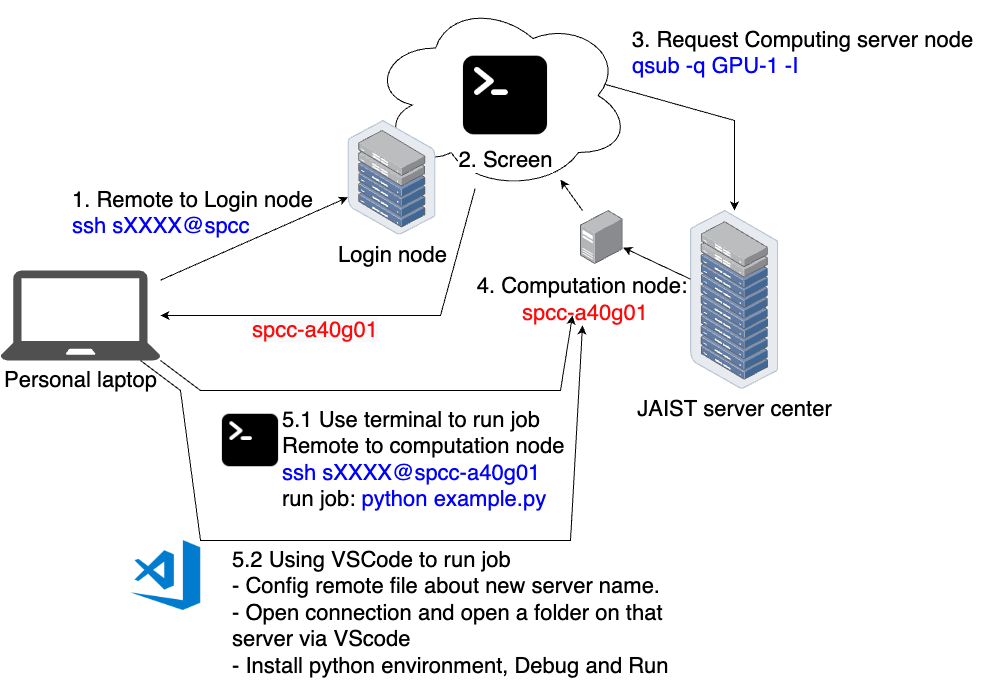 3. Request Computing server node
qsub -q GPU-1 -I
2. Screen
1. Remote to Login node
ssh sXXXX@spcc
Login node
4. Computation node:
spcc-a40g01
spcc-a40g01
Personal laptop
JAIST server center
5.1 Use terminal to run job
Remote to computation node
ssh sXXXX@spcc-a40g01
run job: python example.py
5.2 Using VSCode to run job
- Config remote file about new server name.
- Open connection and open a folder on that
server via VScode
- Install python environment, Debug and Run